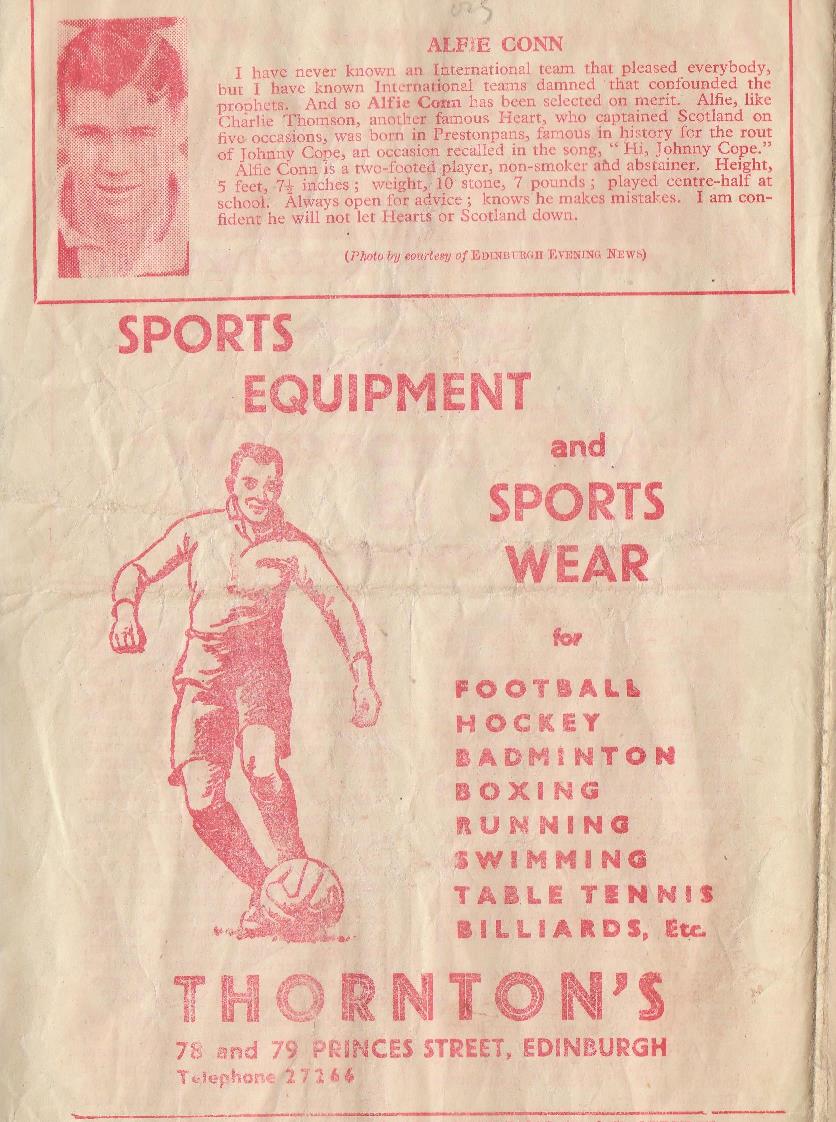 ALFIE CONN
I have never known an International team that pleased everybody,
but I have known International teams damned that confounded the
prophets. And so Alfie Conn has been selected on merit. Alfie, like
Charlie Thomson, another famous Heart, who captained Scotland on
five occasions, was born in Prestonpans, famous in history for the rout
of Johnny Cope, an occasion recalled in the song, " Hi, Johnny Cope."
Alfie Conn is a two-footed player, non-smoker and abstainer. Height,
5 feet, 7½ inches ; weight, 10 stone, 7 pounds ; played centre-half at
school. Always open for advice ; knows he makes mistakes. I am con-
fident he will not let Hearts or Scotland down.
(Photo by courtesy of EDINBURGH EVENING NEWS)
SPORTS
EQUIPMENT
and
SPORTS
WEAR
for
FOOTBALL
HOCKEY
BADMINTON
BOXING
RUNNING
SWIMMING
TABLE TENNIS
BILLIARDS, Etc.
THORNTON'S
78 and 79 PRINCES STREET, EDINBURGH
Telephone 27266